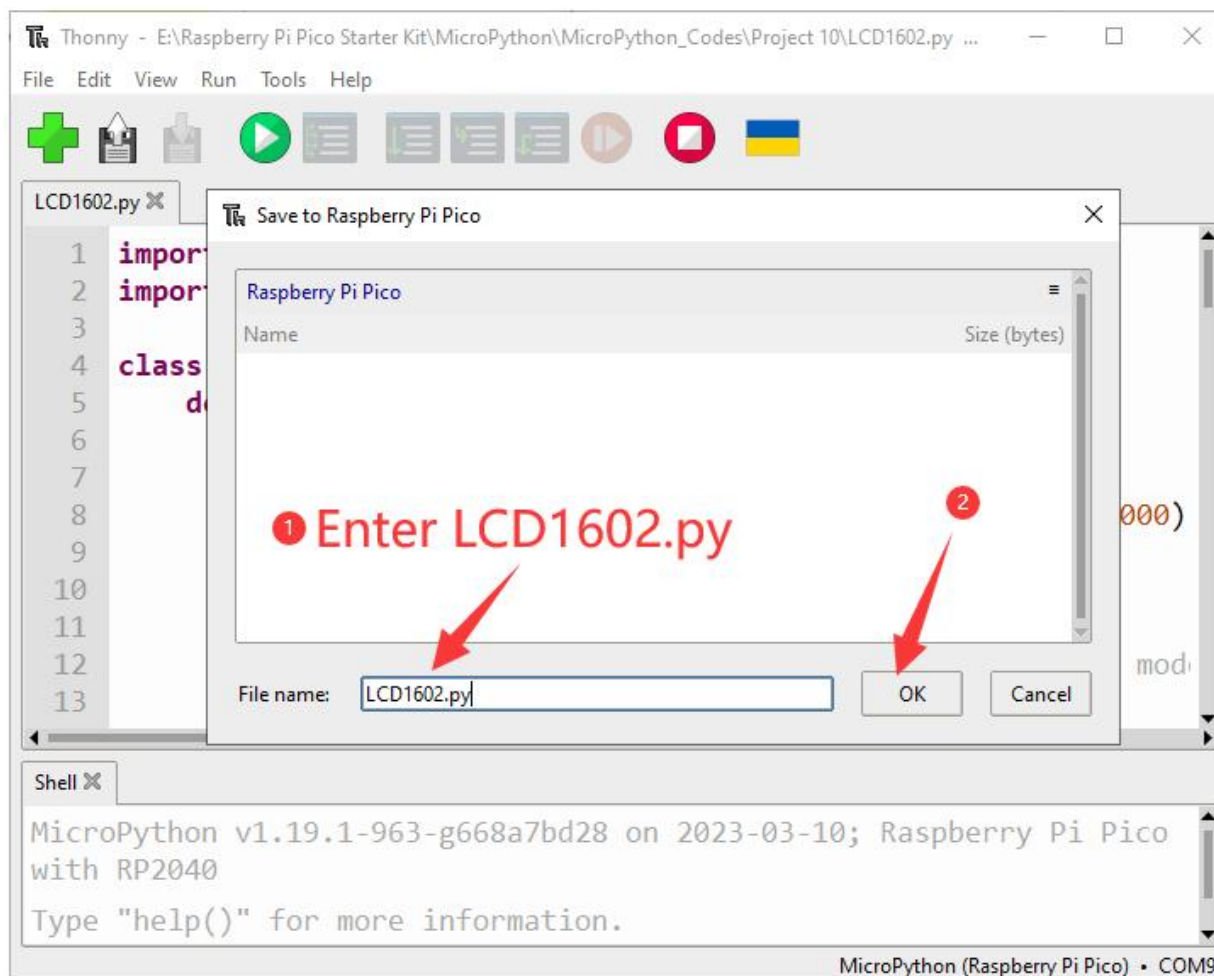 Thonny - E:\Raspberry Pi Pico Starter Kit\MicroPython\MicroPython_Codes\Project 10\LCD1602.py ...
File Edit View Run Tools Help
LCD1602.py
Save to Raspberry Pi Pico
1 impor
2 impor
3
4 class
5 d
6
7
8 000)
9
10
11
12 mod
13
Raspberry Pi Pico
Name Size (bytes)
1 Enter LCD1602.py
2
File name: LCD1602.py OK Cancel
Shell
MicroPython v1.19.1-963-g668a7bd28 on 2023-03-10; Raspberry Pi Pico
with RP2040
Type "help()" for more information.
MicroPython (Raspberry Pi Pico) • COM9